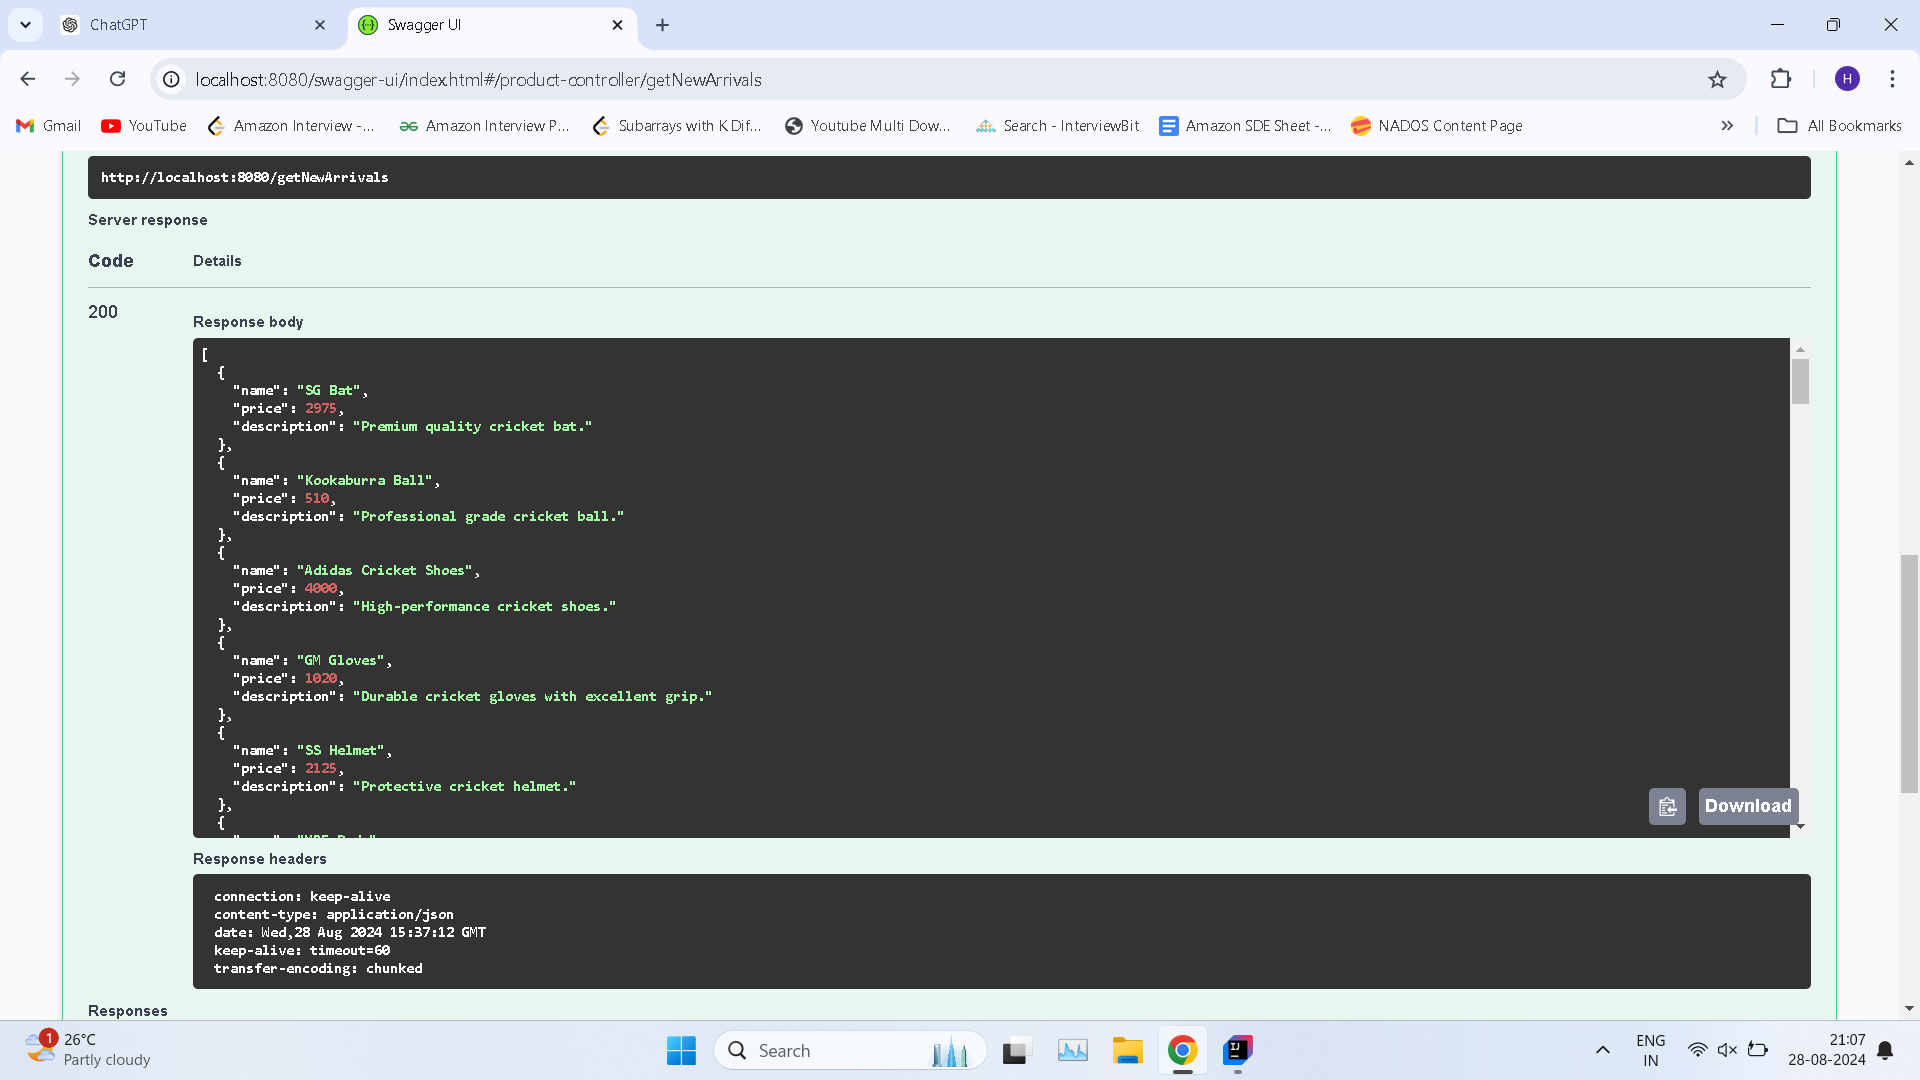 ChatGPT
Swagger UI
localhost:8080/swagger-ui/index.html#/product-controller/getNewArrivals
H
Gmail
YouTube
Amazon Interview -...
Amazon Interview P...
Subarrays with K Dif...
Youtube Multi Dow...
Search - InterviewBit
Amazon SDE Sheet -...
NADOS Content Page
All Bookmarks
http://localhost:8080/getNewArrivals
Server response
Code Details
200
Response body
[
{
"name": "SG Bat",
"price": 2975,
"description": "Premium quality cricket bat."
},
{
"name": "Kookaburra Ball",
"price": 510,
"description": "Professional grade cricket ball."
},
{
"name": "Adidas Cricket Shoes",
"price": 4000,
"description": "High-performance cricket shoes."
},
{
"name": "GM Gloves",
"price": 1020,
"description": "Durable cricket gloves with excellent grip."
},
{
"name": "SS Helmet",
"price": 2125,
"description": "Protective cricket helmet."
},
{
Download
Response headers
connection: keep-alive
content-type: application/json
date: Wed,28 Aug 2024 15:37:12 GMT
keep-alive: timeout=60
transfer-encoding: chunked
Responses
1
26°C
Partly cloudy
Search
ENG
IN
21:07
28-08-2024